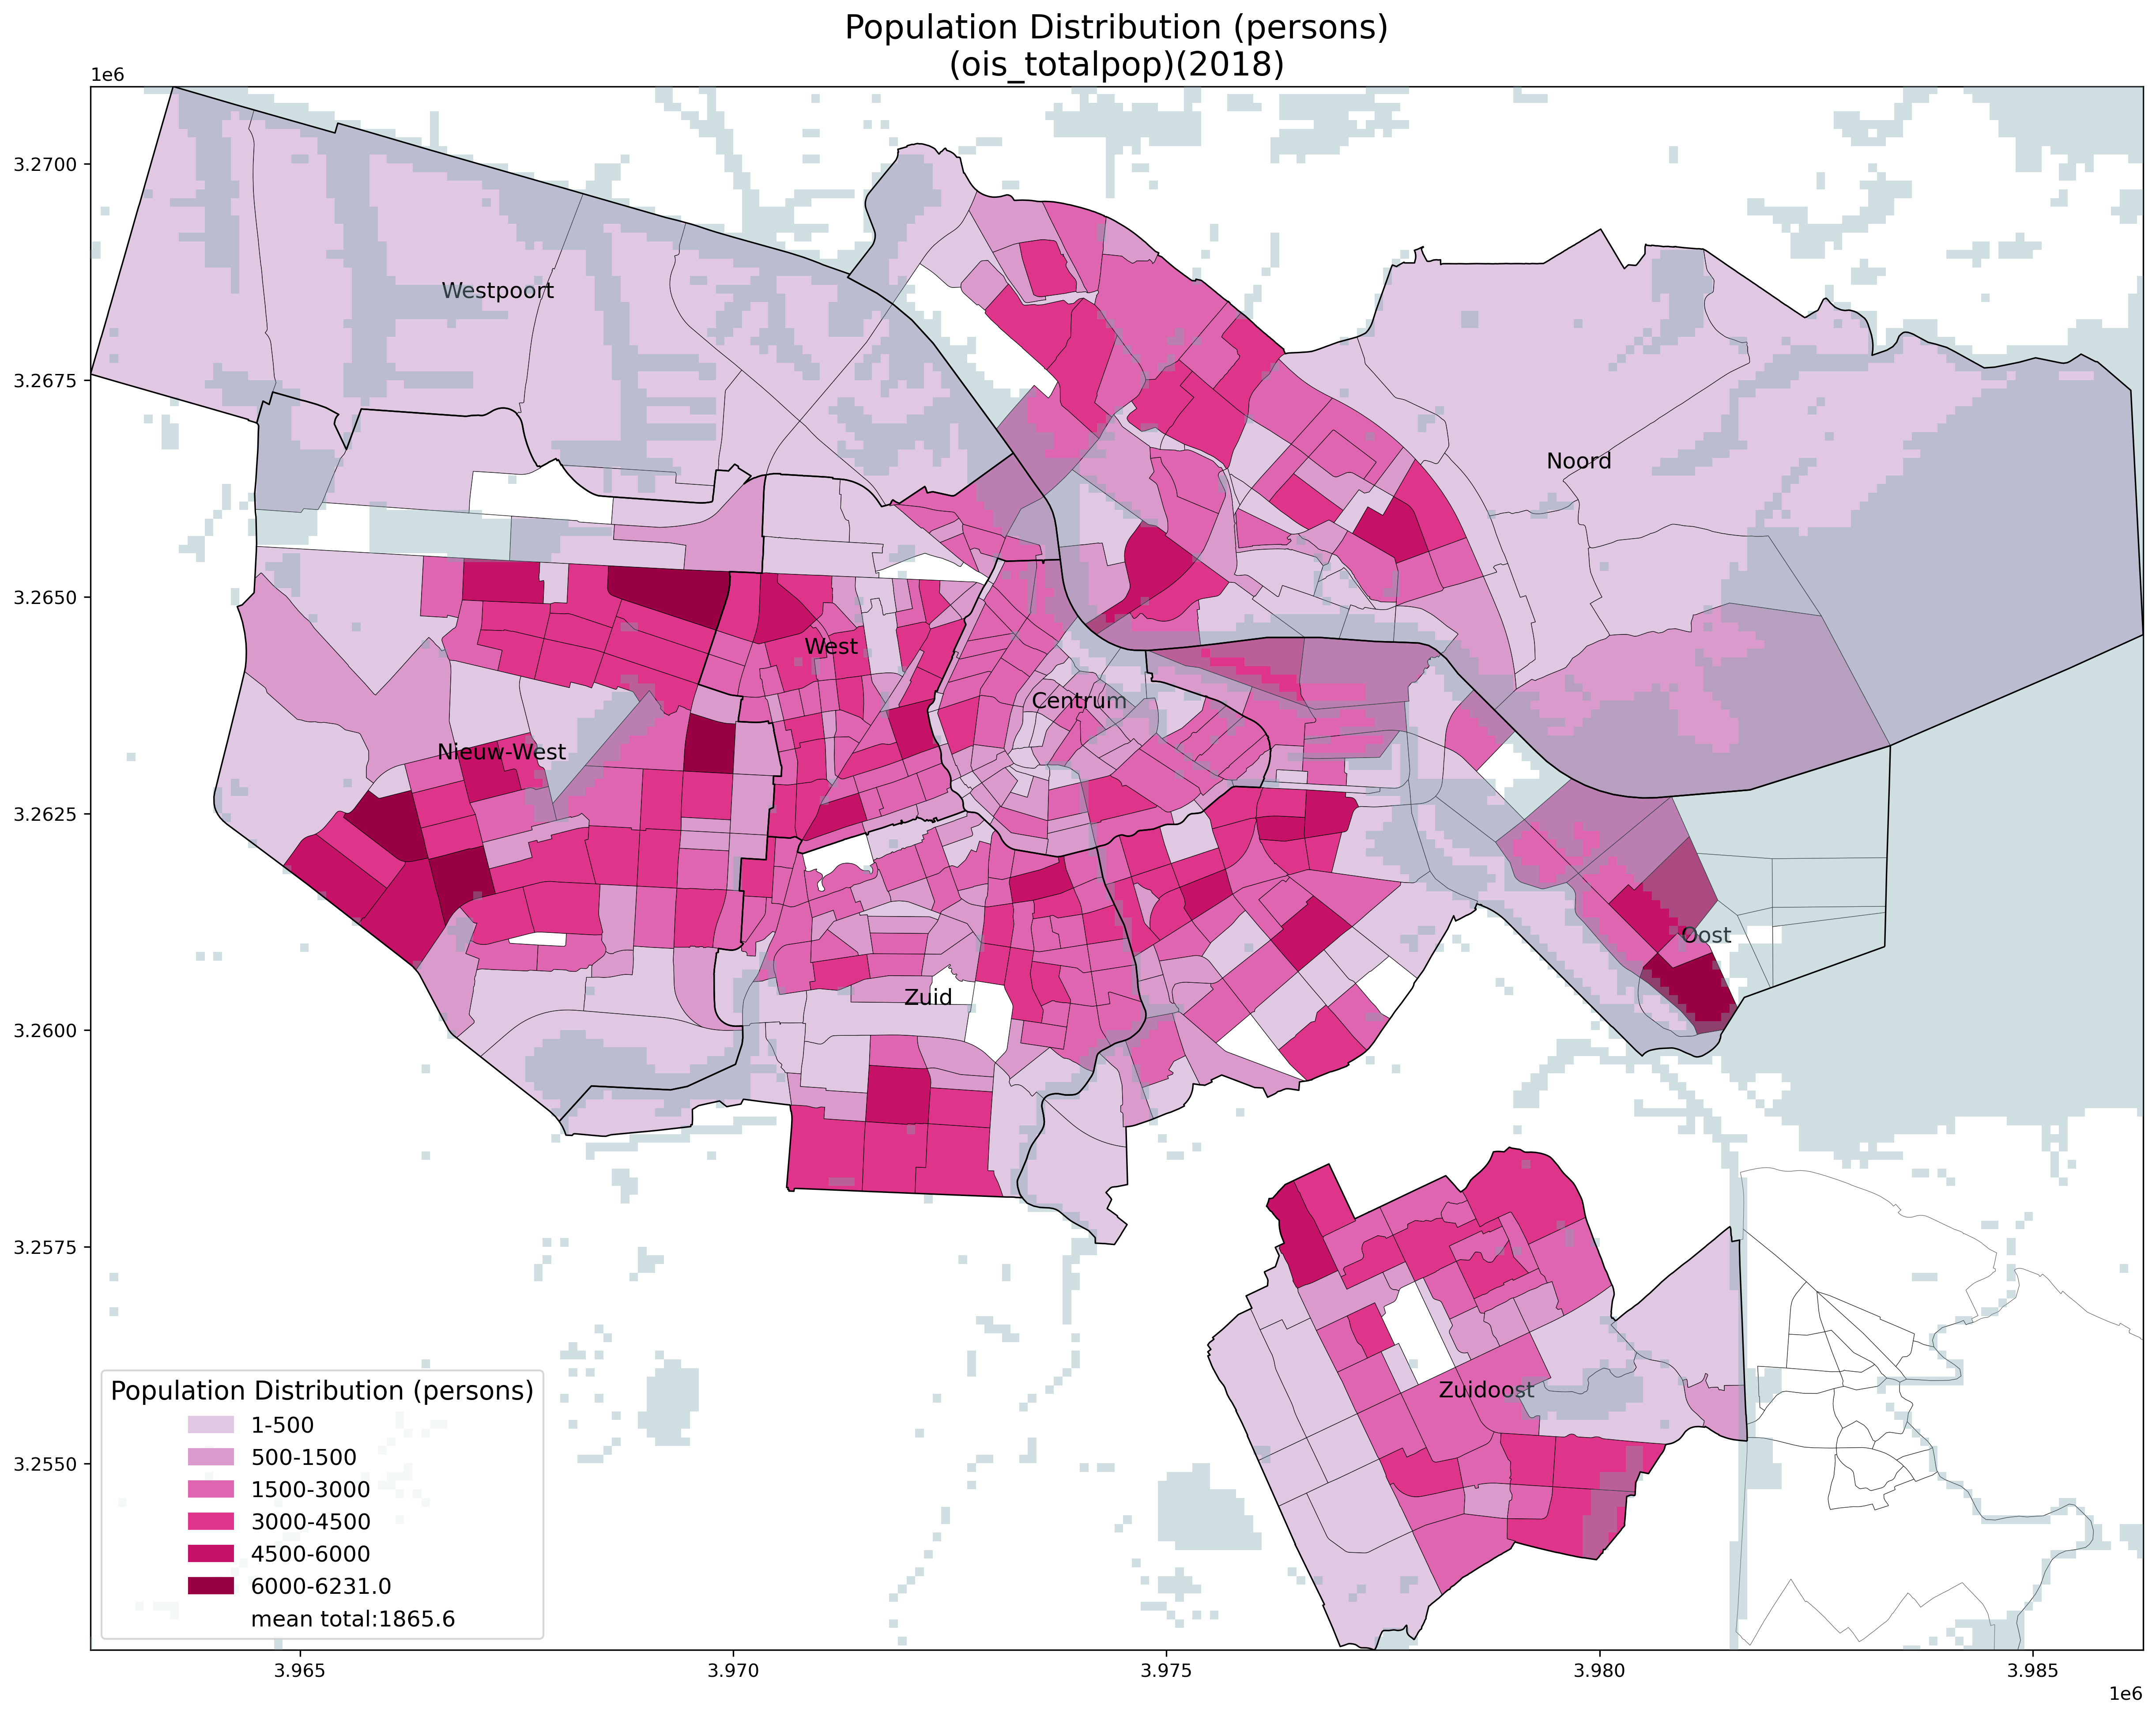 Population Distribution (persons)
(ois_totalpop)(2018)
1e6
3.2700
3.2675
3.2650
3.2625
3.2600
3.2575
3.2550
Westpoort
Noord
West
Centrum
Nieuw-West
Oost
Zuid
Zuidoost
Population Distribution (persons)
1-500
500-1500
1500-3000
3000-4500
4500-6000
6000-6231.0
mean total:1865.6
3.965
3.970
3.975
3.980
3.985
1e6